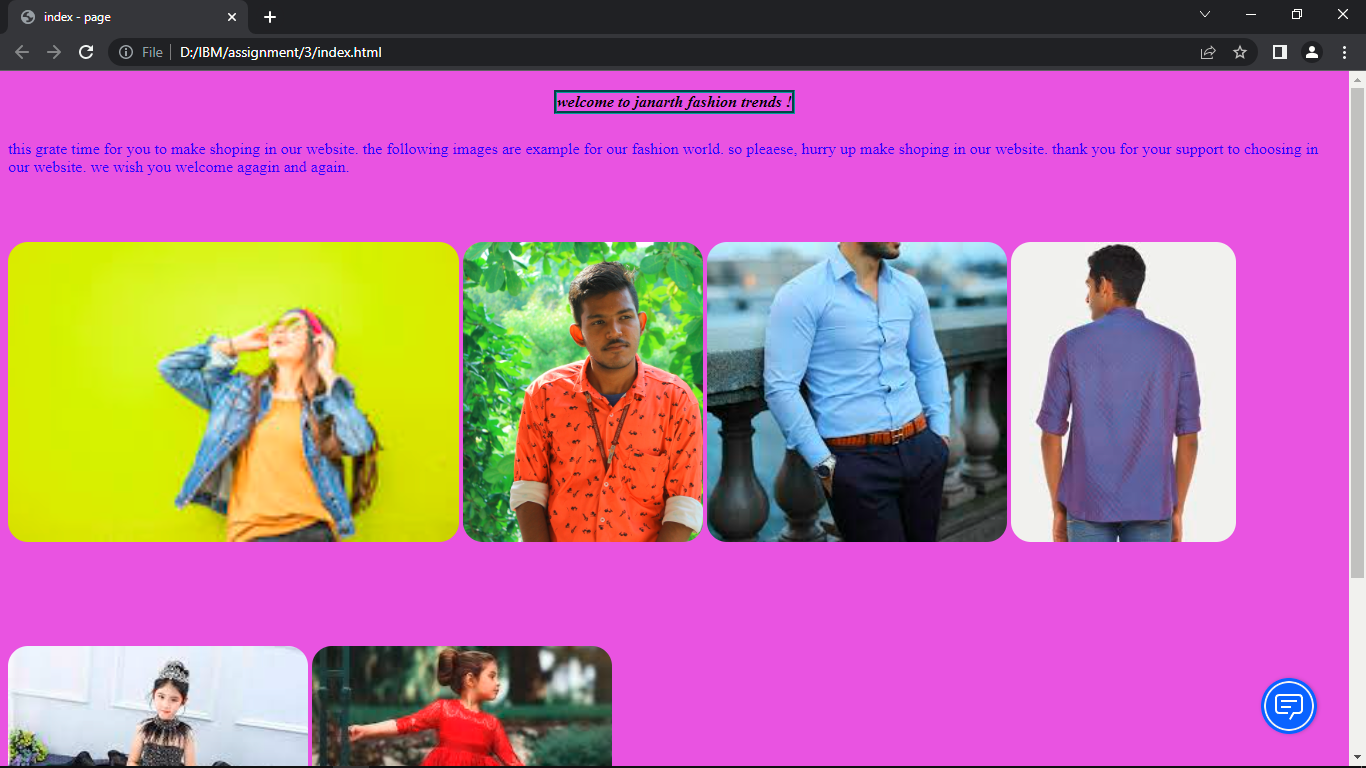 index - page
File
D:/IBM/assignment/3/index.html
welcome to janarth fashion trends !
this grate time for you to make shoping in our website. the following images are example for our fashion world. so pleaese, hurry up make shoping in our website. thank you for your support to choosing in
our website. we wish you welcome agagin and again.